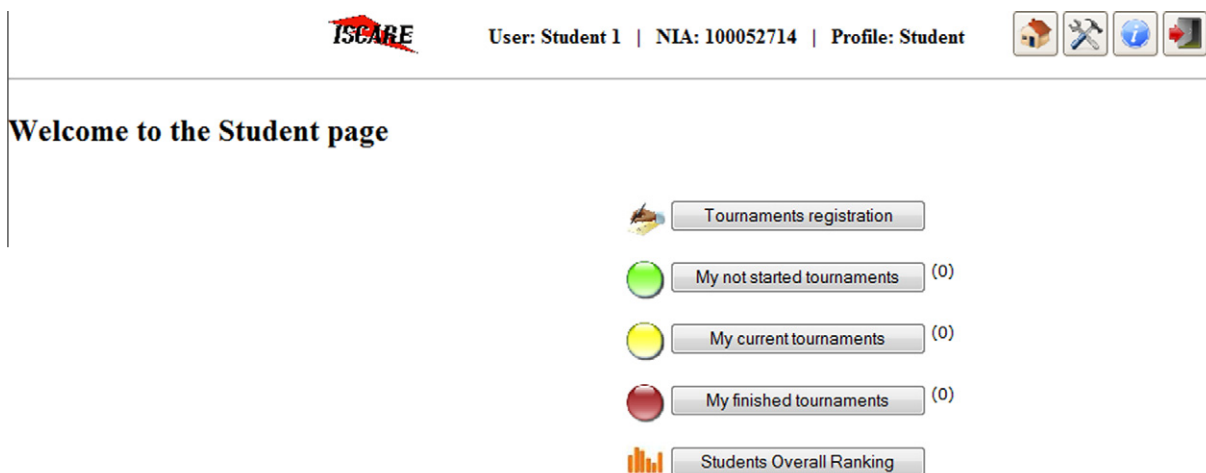 ISCARE
User: Student 1 | NIA: 100052714 | Profile: Student
Welcome to the Student page
Tournaments registration
My not started tournaments (0)
My current tournaments (0)
My finished tournaments (0)
Students Overall Ranking